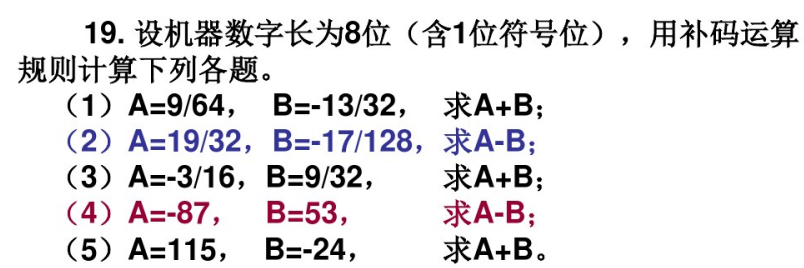 19. 设机器数字长为8位（含1位符号位），用补码运算
规则计算下列各题。
（1）A=9/64， B=-13/32， 求A+B；
（2）A=19/32，B=-17/128，求A-B；
（3）A=-3/16，B=9/32， 求A+B；
（4）A=-87， B=53， 求A-B；
（5）A=115， B=-24， 求A+B。